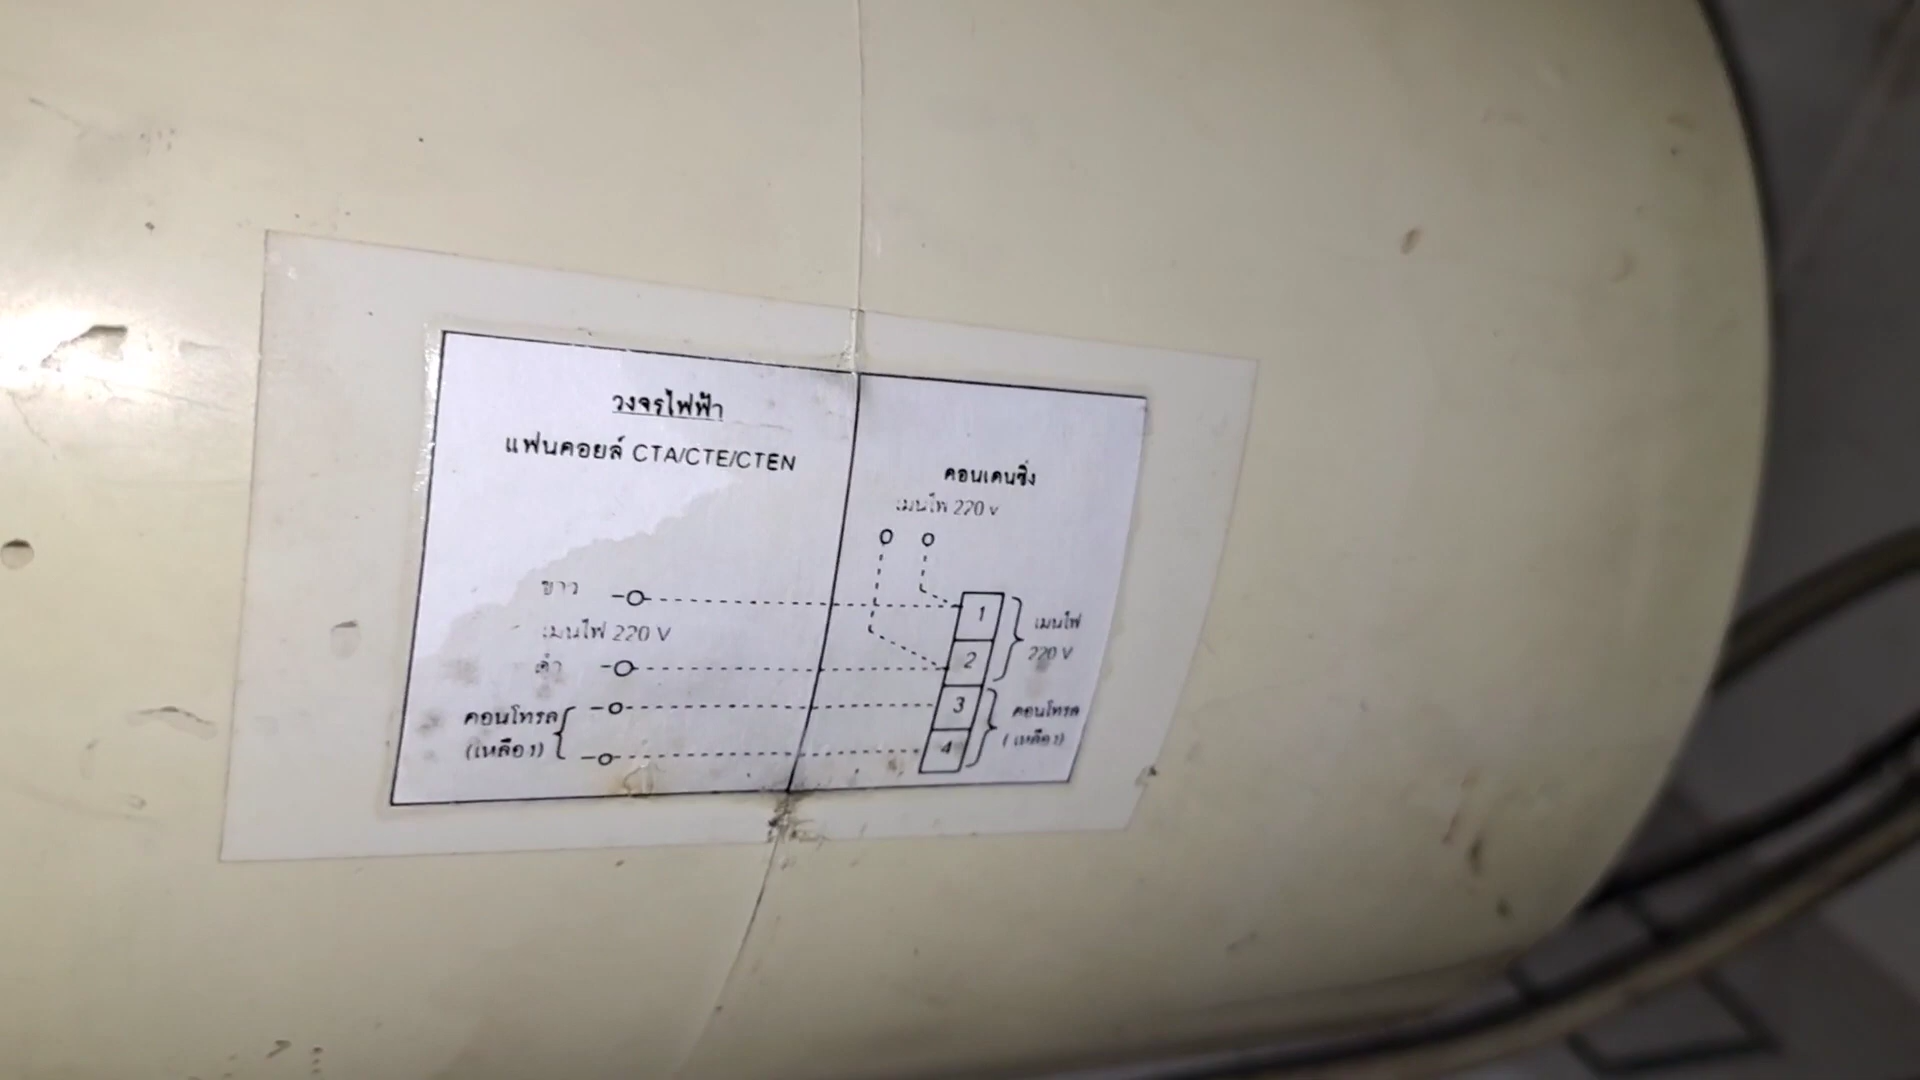 วงจรไฟฟ้า
แฟนคอยล์ CTA/CTE/CTEN
ขาว
เมนไฟ 220 V
ดำ
คอนโทรล
(เหลือง)
คอนเดนซิ่ง
เมนไฟ 220 V
1
2
3
4
เมนไฟ
220 V
คอนโทรล
(เหลือง)